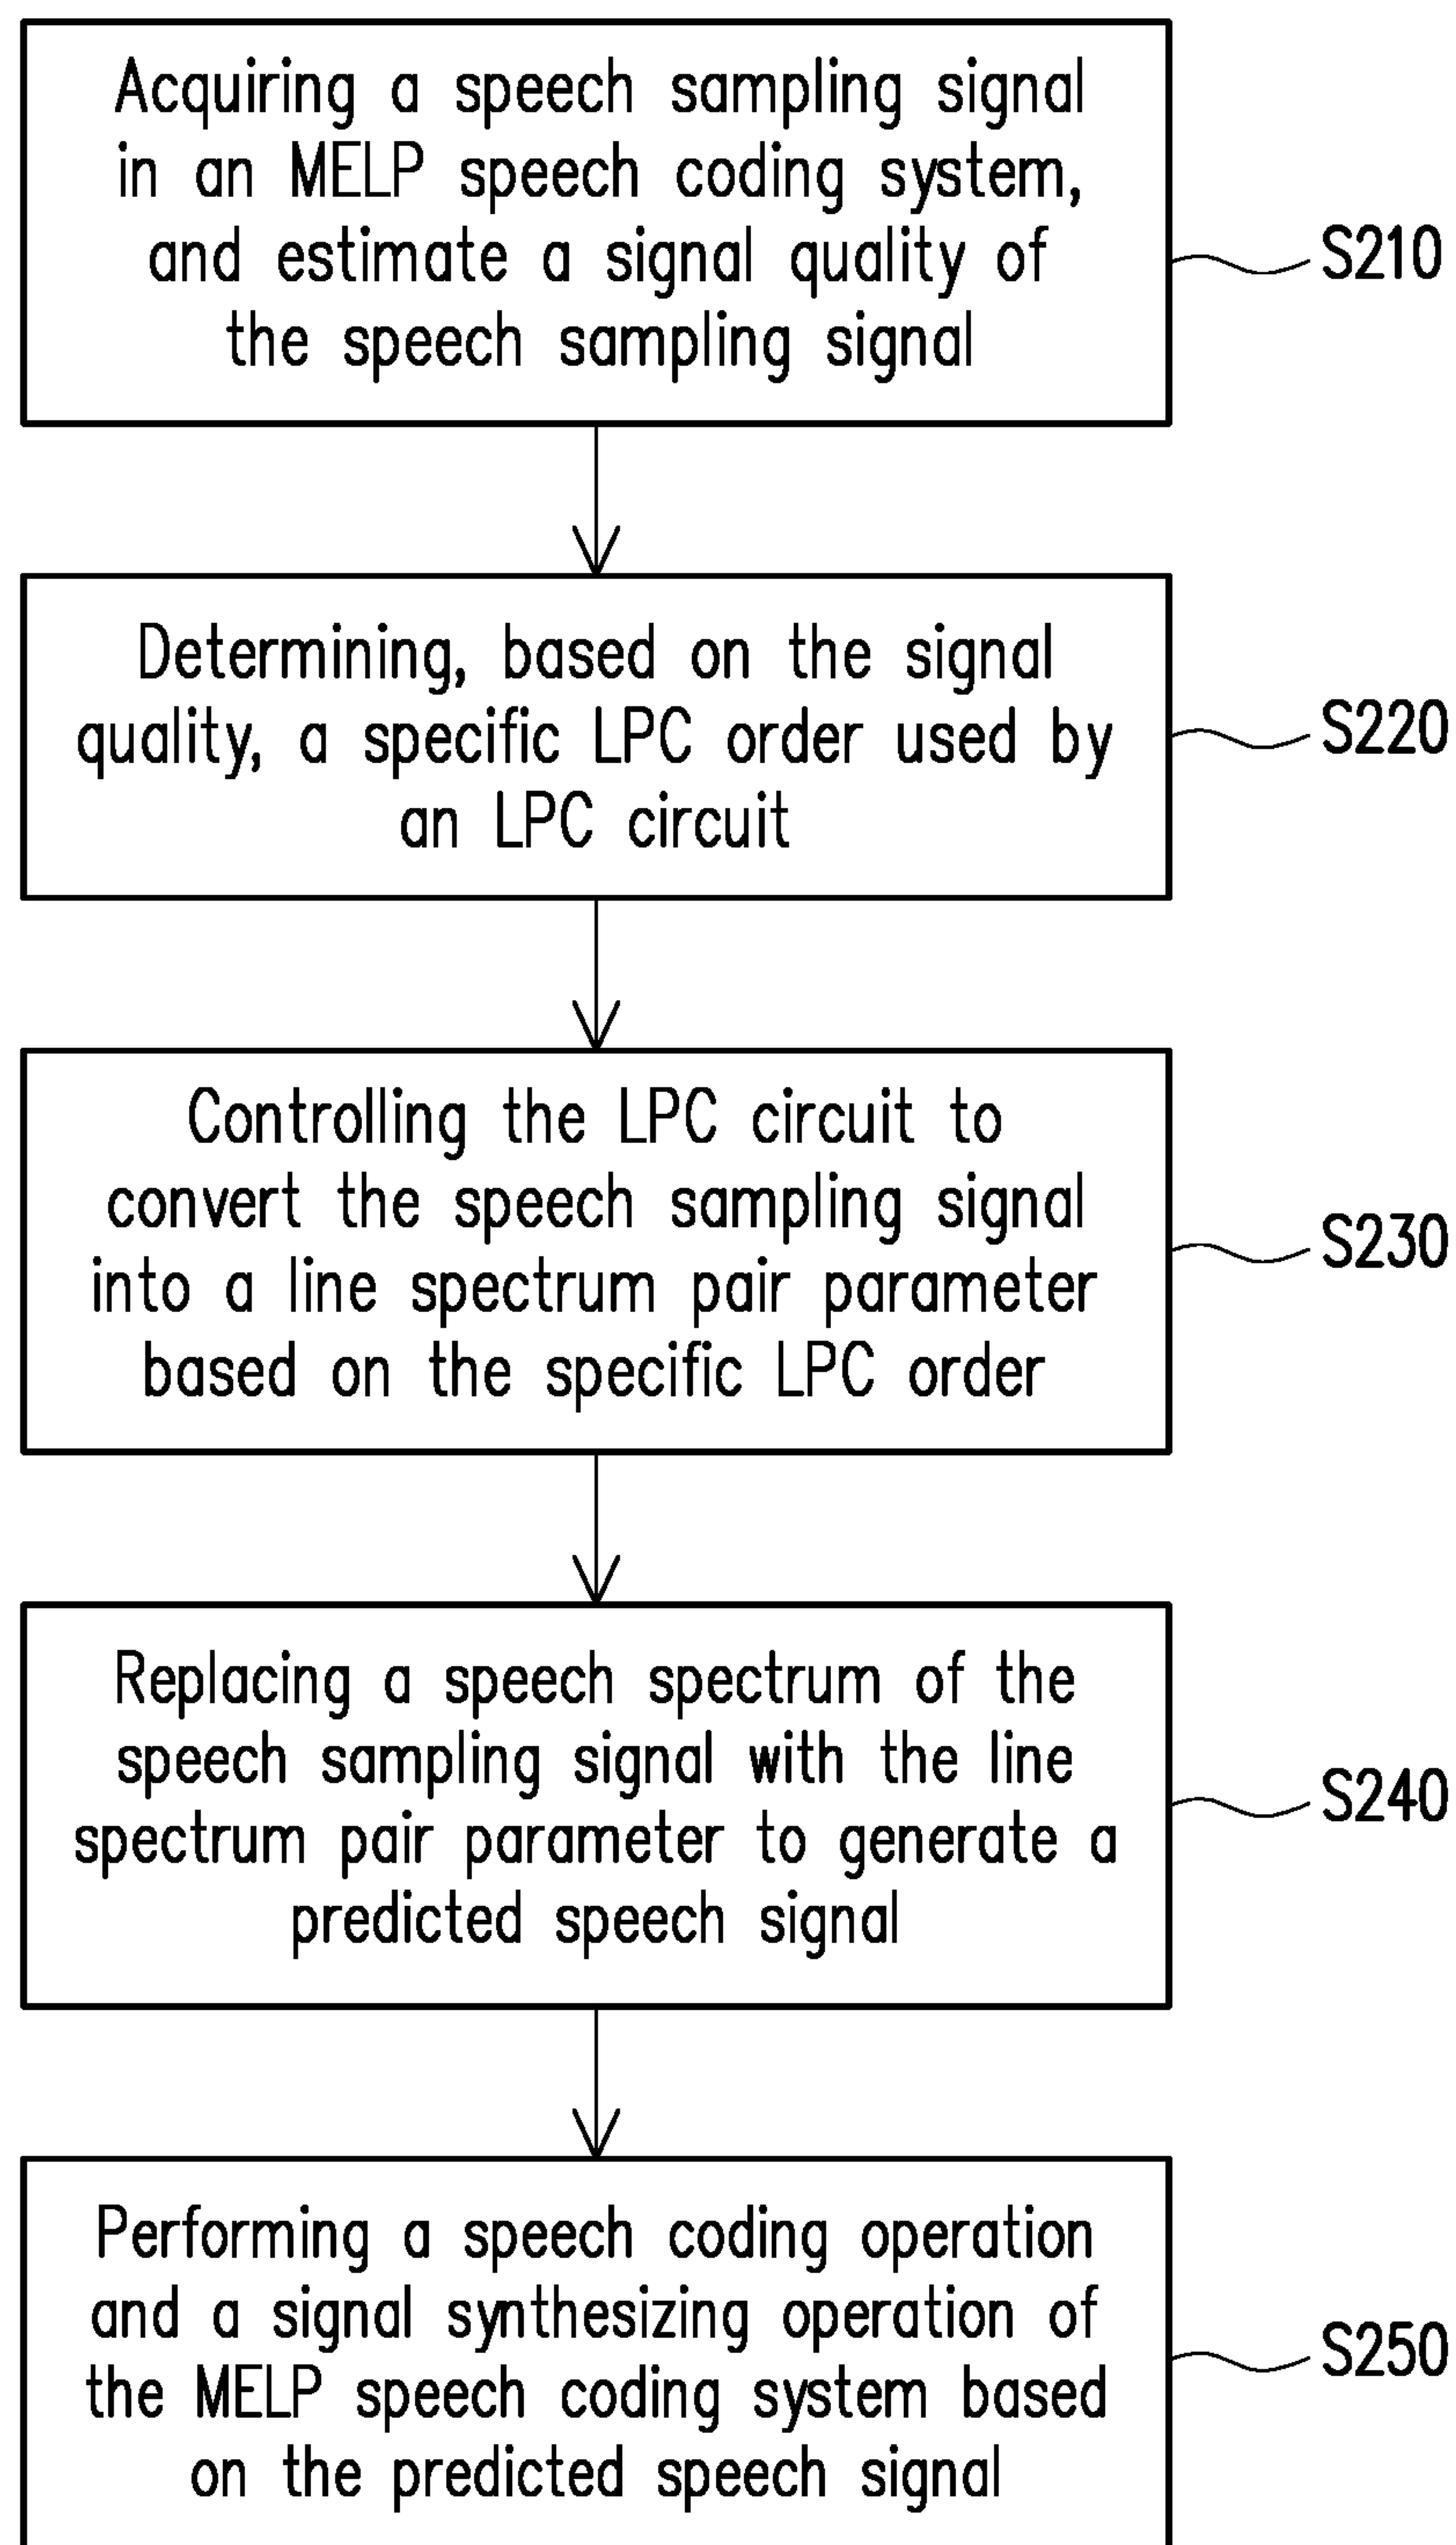 Acquiring a speech sampling signal
in an MELP speech coding system,
and estimate a signal quality of
the speech sampling signal
S210
Determining, based on the signal
quality, a specific LPC order used by
an LPC circuit
S220
Controlling the LPC circuit to
convert the speech sampling signal
into a line spectrum pair parameter
based on the specific LPC order
S230
Replacing a speech spectrum of the
speech sampling signal with the line
spectrum pair parameter to generate a
predicted speech signal
S240
Performing a speech coding operation
and a signal synthesizing operation of
the MELP speech coding system based
on the predicted speech signal
S250